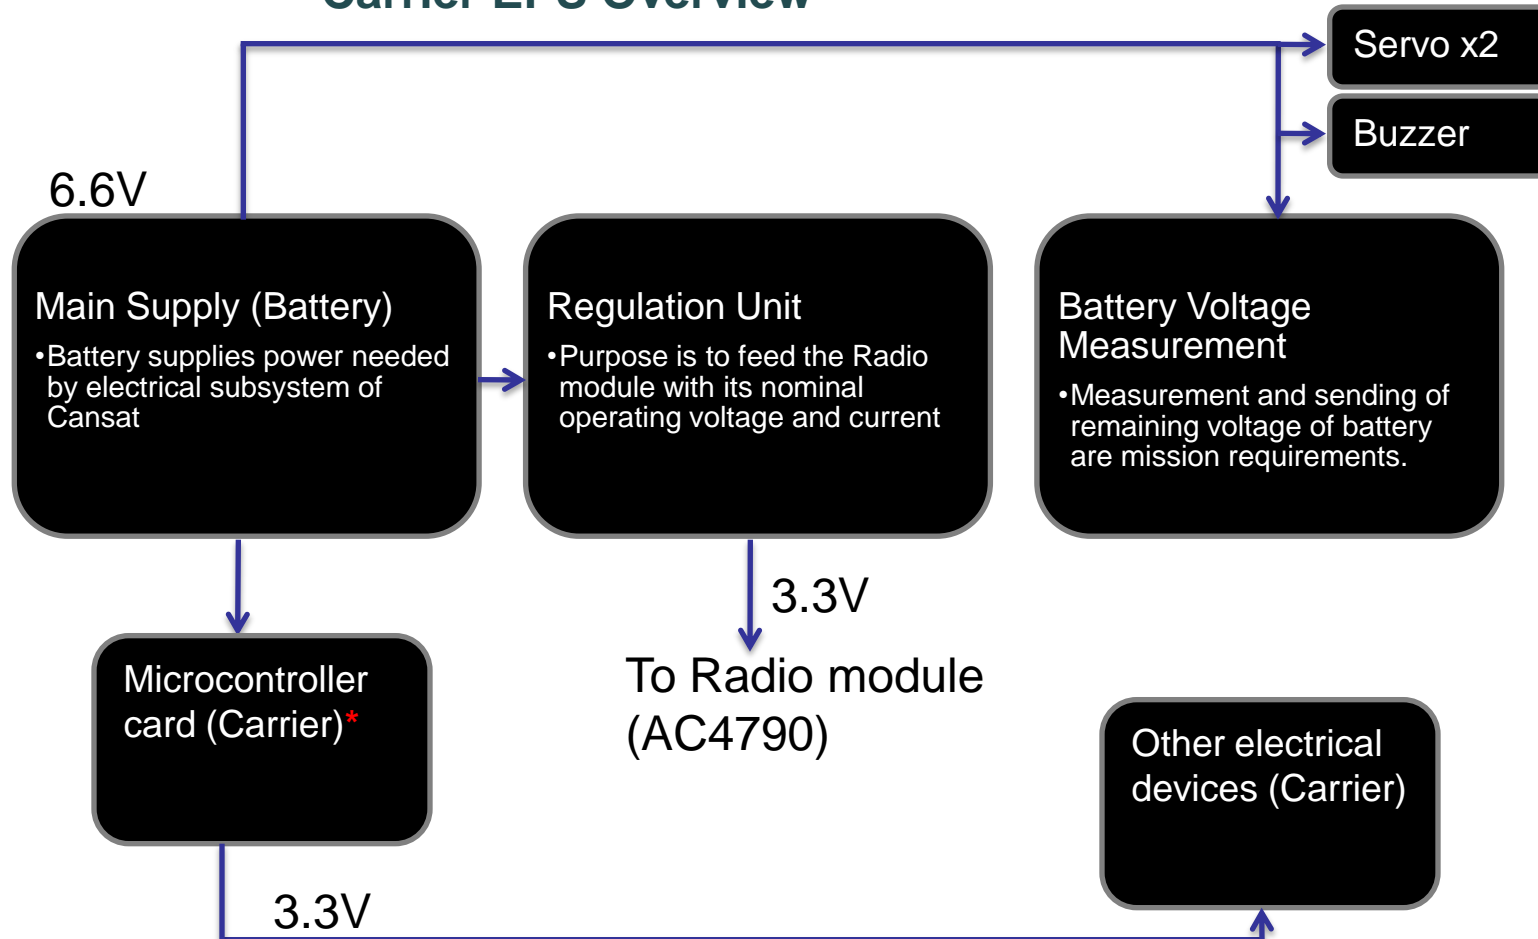 Carrier EPS Overview
Servo x2
Buzzer
6.6V
Main Supply (Battery)
•Battery supplies power needed
by electrical subsystem of
Cansat
Regulation Unit
•Purpose is to feed the Radio
module with its nominal
operating voltage and current
Battery Voltage
Measurement
•Measurement and sending of
remaining voltage of battery
are mission requirements.
3.3V
To Radio module
(AC4790)
Microcontroller
card (Carrier)*
Other electrical
devices (Carrier)
3.3V